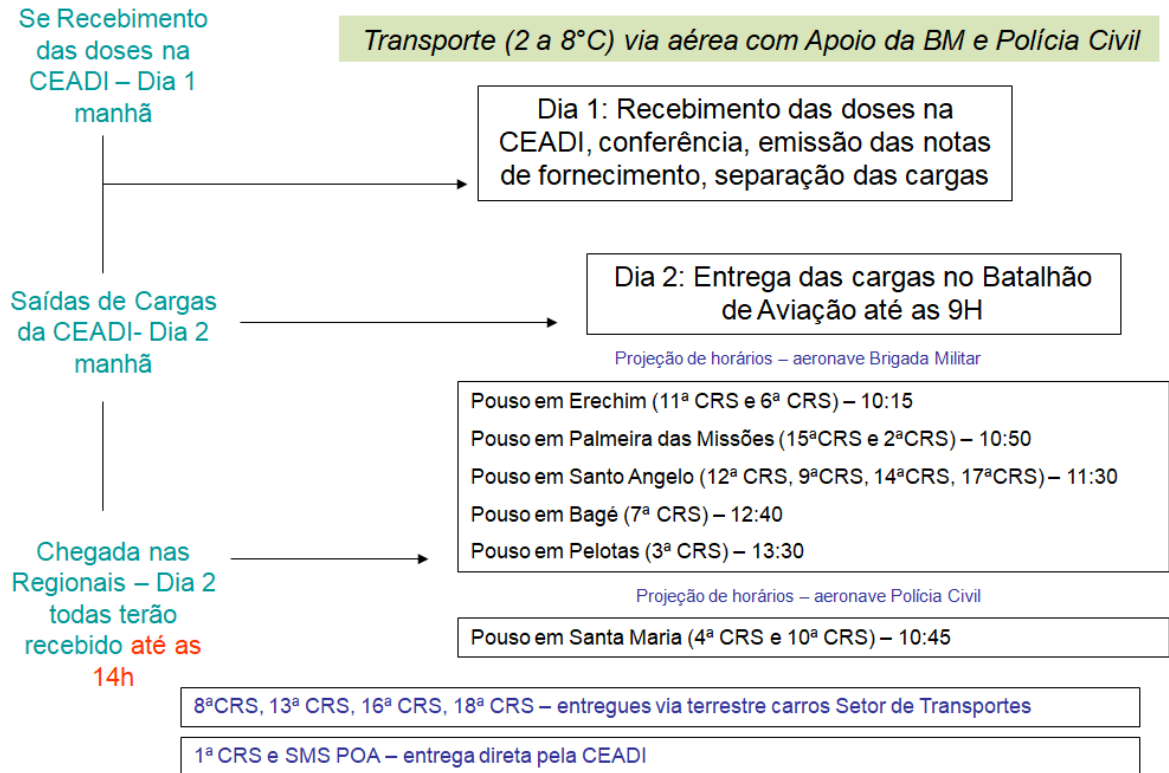 Se Recebimento
das doses na
CEADI – Dia 1
manhã
Transporte (2 a 8°C) via aérea com Apoio da BM e Polícia Civil
Dia 1: Recebimento das doses na
CEADI, conferência, emissão das notas
de fornecimento, separação das cargas
Saídas de Cargas
da CEADI- Dia 2
manhã
Dia 2: Entrega das cargas no Batalhão
de Aviação até as 9H
Projeção de horários – aeronave Brigada Militar
Pouso em Erechim (11ª CRS e 6ª CRS) – 10:15
Pouso em Palmeira das Missões (15ªCRS e 2ªCRS) – 10:50
Pouso em Santo Angelo (12ª CRS, 9ªCRS, 14ªCRS, 17ªCRS) – 11:30
Pouso em Bagé (7ª CRS) – 12:40
Pouso em Pelotas (3ª CRS) – 13:30
Chegada nas
Regionais – Dia 2
todas terão
recebido até as
14h
Projeção de horários – aeronave Polícia Civil
Pouso em Santa Maria (4ª CRS e 10ª CRS) – 10:45
8ªCRS, 13ª CRS, 16ª CRS, 18ª CRS – entregues via terrestre carros Setor de Transportes
1ª CRS e SMS POA – entrega direta pela CEADI